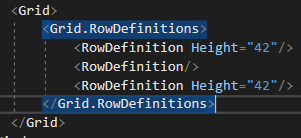 <Grid>
<Grid.RowDefinitions>
<RowDefinition Height="42"/>
<RowDefinition/>
<RowDefinition Height="42"/>
</Grid.RowDefinitions>
</Grid>